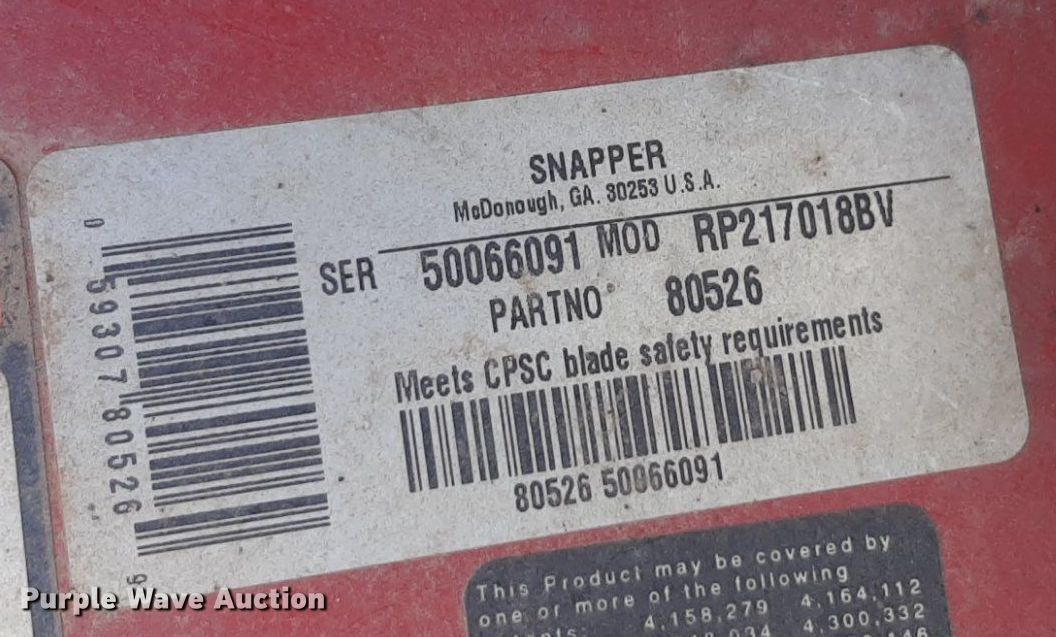 SNAPPER
McDonough, GA. 30253 U.S.A.
SER 50066091 MOD RP217018BV
PARTNO 80526
Meets CPSC blade safety requirements
80526 50066091
0 59307 80526 9
This Product may be covered by
one or more of the following
4,158,279 4,164,112
4,300,332
Purple Wave Auction